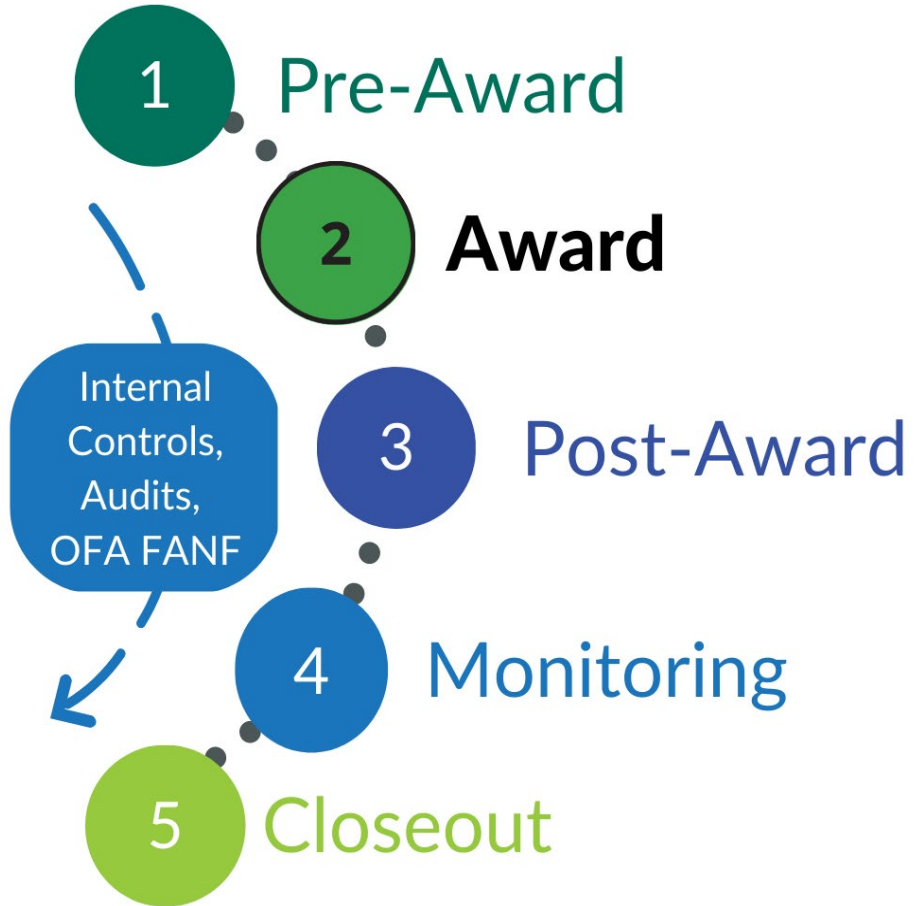 1 Pre-Award
2 Award
Internal
Controls,
Audits,
OFA FANF
3 Post-Award
4 Monitoring
5 Closeout